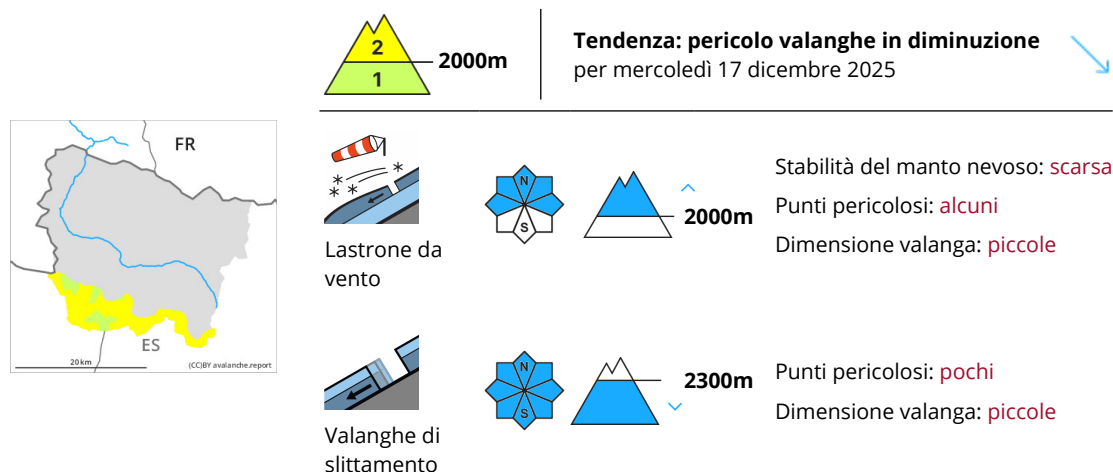 2
1
2000m
Tendenza: pericolo valanghe in diminuzione
per mercoledì 17 dicembre 2025
FR
ES
20 km
(CC)BY avalanche.report
Lastrone da
vento
N
S
2000m
Stabilità del manto nevoso: scarsa
Punti pericolosi: alcuni
Dimensione valanga: piccole
Valanghe di
slittamento
N
S
2300m
Punti pericolosi: pochi
Dimensione valanga: piccole